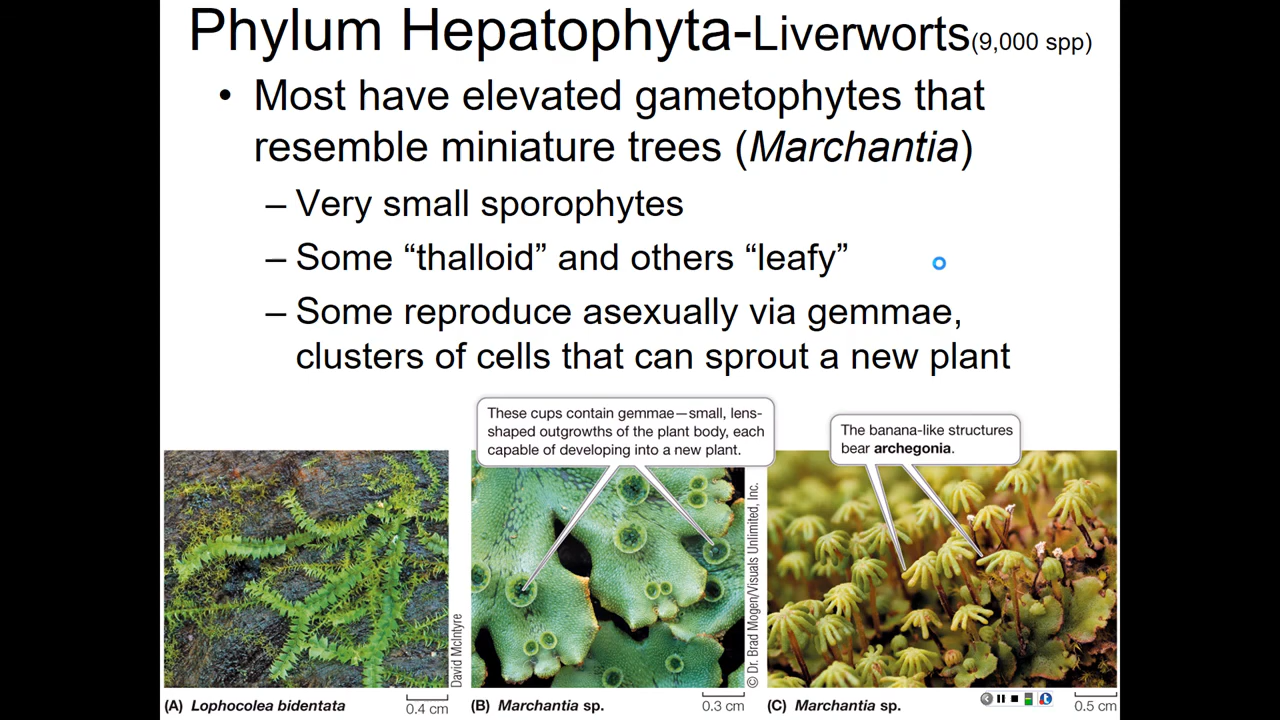 Phylum Hepatophyta-Liverworts(9,000 spp)
• Most have elevated gametophytes that
resemble miniature trees (Marchantia)
– Very small sporophytes
– Some “thalloid” and others “leafy”
– Some reproduce asexually via gemmae,
clusters of cells that can sprout a new plant
These cups contain gemmae—small, lens-
shaped outgrowths of the plant body, each
capable of developing into a new plant.
The banana-like structures
bear archegonia.
David McIntyre
© Dr. Brad Mogen/Visuals Unlimited, Inc.
(A) Lophocolea bidentata
0.4 cm
(B) Marchantia sp.
0.3 cm
(C) Marchantia sp.
0.5 cm